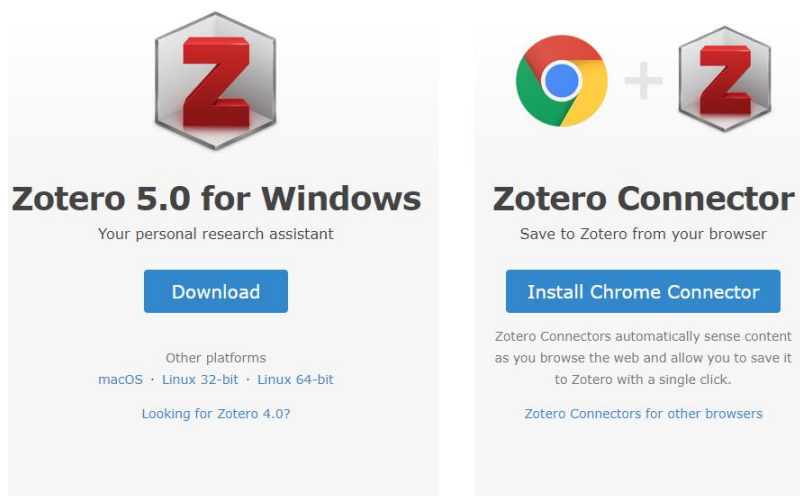 Z
Zotero 5.0 for Windows
Your personal research assistant
Download
Other platforms
macOS · Linux 32-bit · Linux 64-bit
Looking for Zotero 4.0?
+ Z
Zotero Connector
Save to Zotero from your browser
Install Chrome Connector
Zotero Connectors automatically sense content
as you browse the web and allow you to save it
to Zotero with a single click.
Zotero Connectors for other browsers